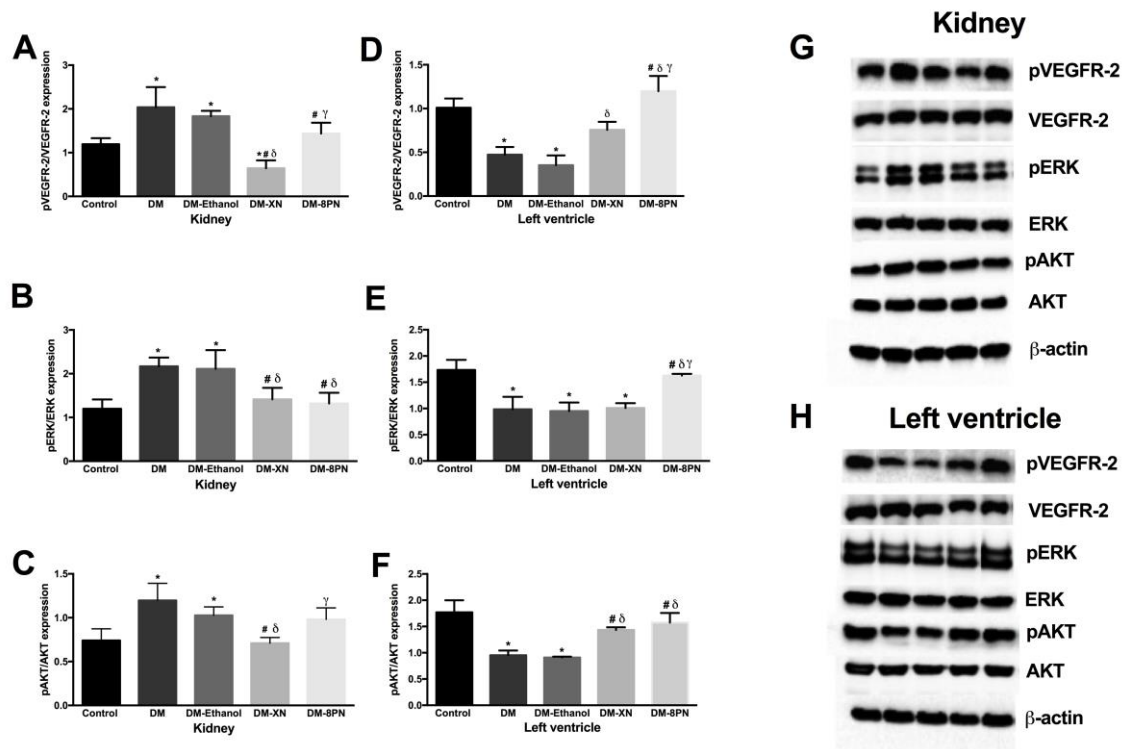 A
pVEGFR-2/VEGFR-2 expression
3
2
1
0
*
*
*# δ
# γ
Control DM DM-Ethanol DM-XN DM-8PN
Kidney
D
pVEGFR-2/VEGFR-2 expression
1.5
1.0
0.5
0.0
*
*
δ
# δ γ
Control DM DM-Ethanol DM-XN DM-8PN
Left ventricle
B
pERK/ERK expression
3
2
1
0
*
*
# δ
# δ
Control DM DM-Ethanol DM-XN DM-8PN
Kidney
E
pERK/ERK expression
2.5
2.0
1.5
1.0
0.5
0.0
*
*
*
# δ γ
Control DM DM-Ethanol DM-XN DM-8PN
Left ventricle
C
pAKT/AKT expression
1.5
1.0
0.5
0.0
*
*
# δ
γ
Control DM DM-Ethanol DM-XN DM-8PN
Kidney
F
pAKT/AKT expression
2.5
2.0
1.5
1.0
0.5
0.0
*
*
# δ
# δ
Control DM DM-Ethanol DM-XN DM-8PN
Left ventricle
G
Kidney
pVEGFR-2
VEGFR-2
pERK
ERK
pAKT
AKT
β-actin
H
Left ventricle
pVEGFR-2
VEGFR-2
pERK
ERK
pAKT
AKT
β-actin